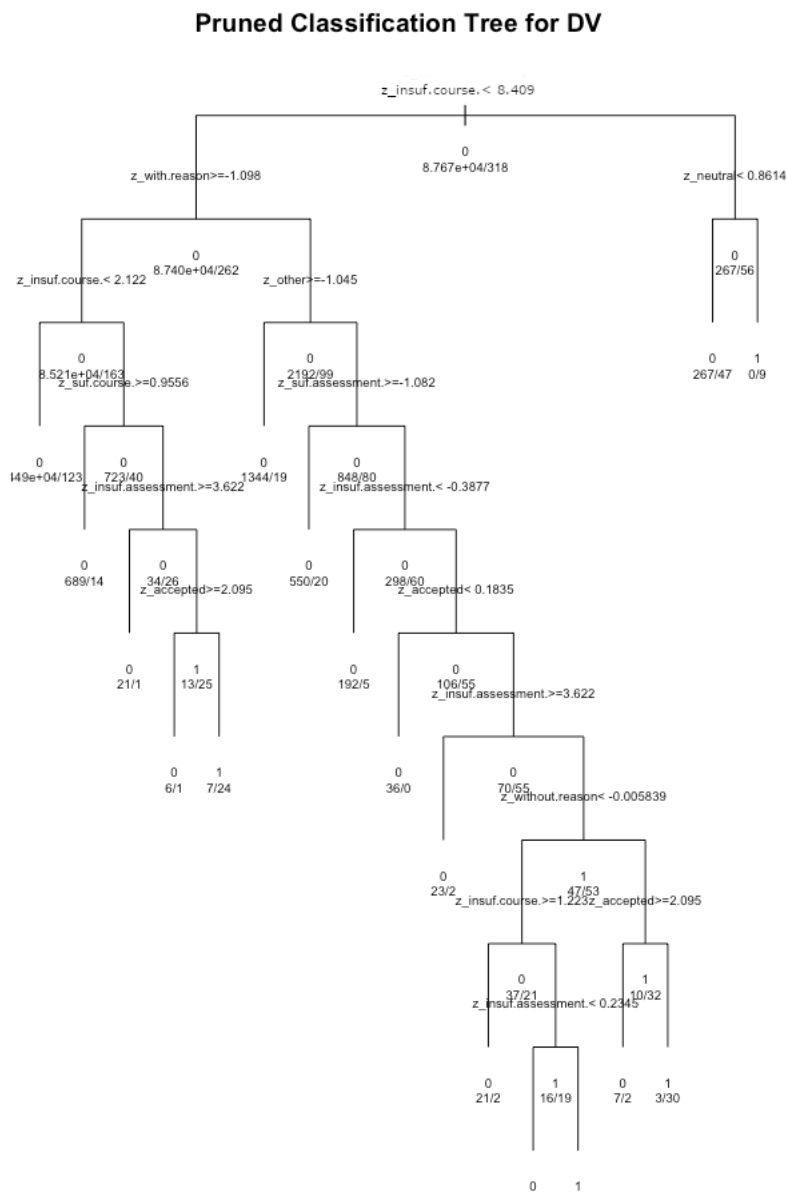 Pruned Classification Tree for DV
z_insuf.course.< 8.409
0
8.767e+04/318
z_with.reason>=-1.098
z_neutral< 0.8614
0
8.740e+04/262
0
267/56
z_insuf.course.< 2.122
z_other>=-1.045
0
8.521e+04/163
0
2192/99
0
267/47
1
0/9
z_suf.course.>=0.9556
z_suf.assessment.>=-1.082
0
449e+04/123
0
723/40
0
1344/19
0
848/80
z_insuf.assessment.>=3.622
z_insuf.assessment.< -0.3877
0
689/14
0
34/26
0
550/20
0
298/60
z_accepted>=2.095
z_accepted< 0.1835
0
21/1
1
13/25
0
192/5
0
106/55
z_insuf.assessment.>=3.622
0
6/1
1
7/24
0
36/0
0
70/55
z_without.reason< -0.005839
0
23/2
1
47/53
z_insuf.course.>=1.223
z_accepted>=2.095
0
37/21
1
10/32
z_insuf.assessment.< 0.2345
0
21/2
1
16/19
0
7/2
1
3/30
0
1